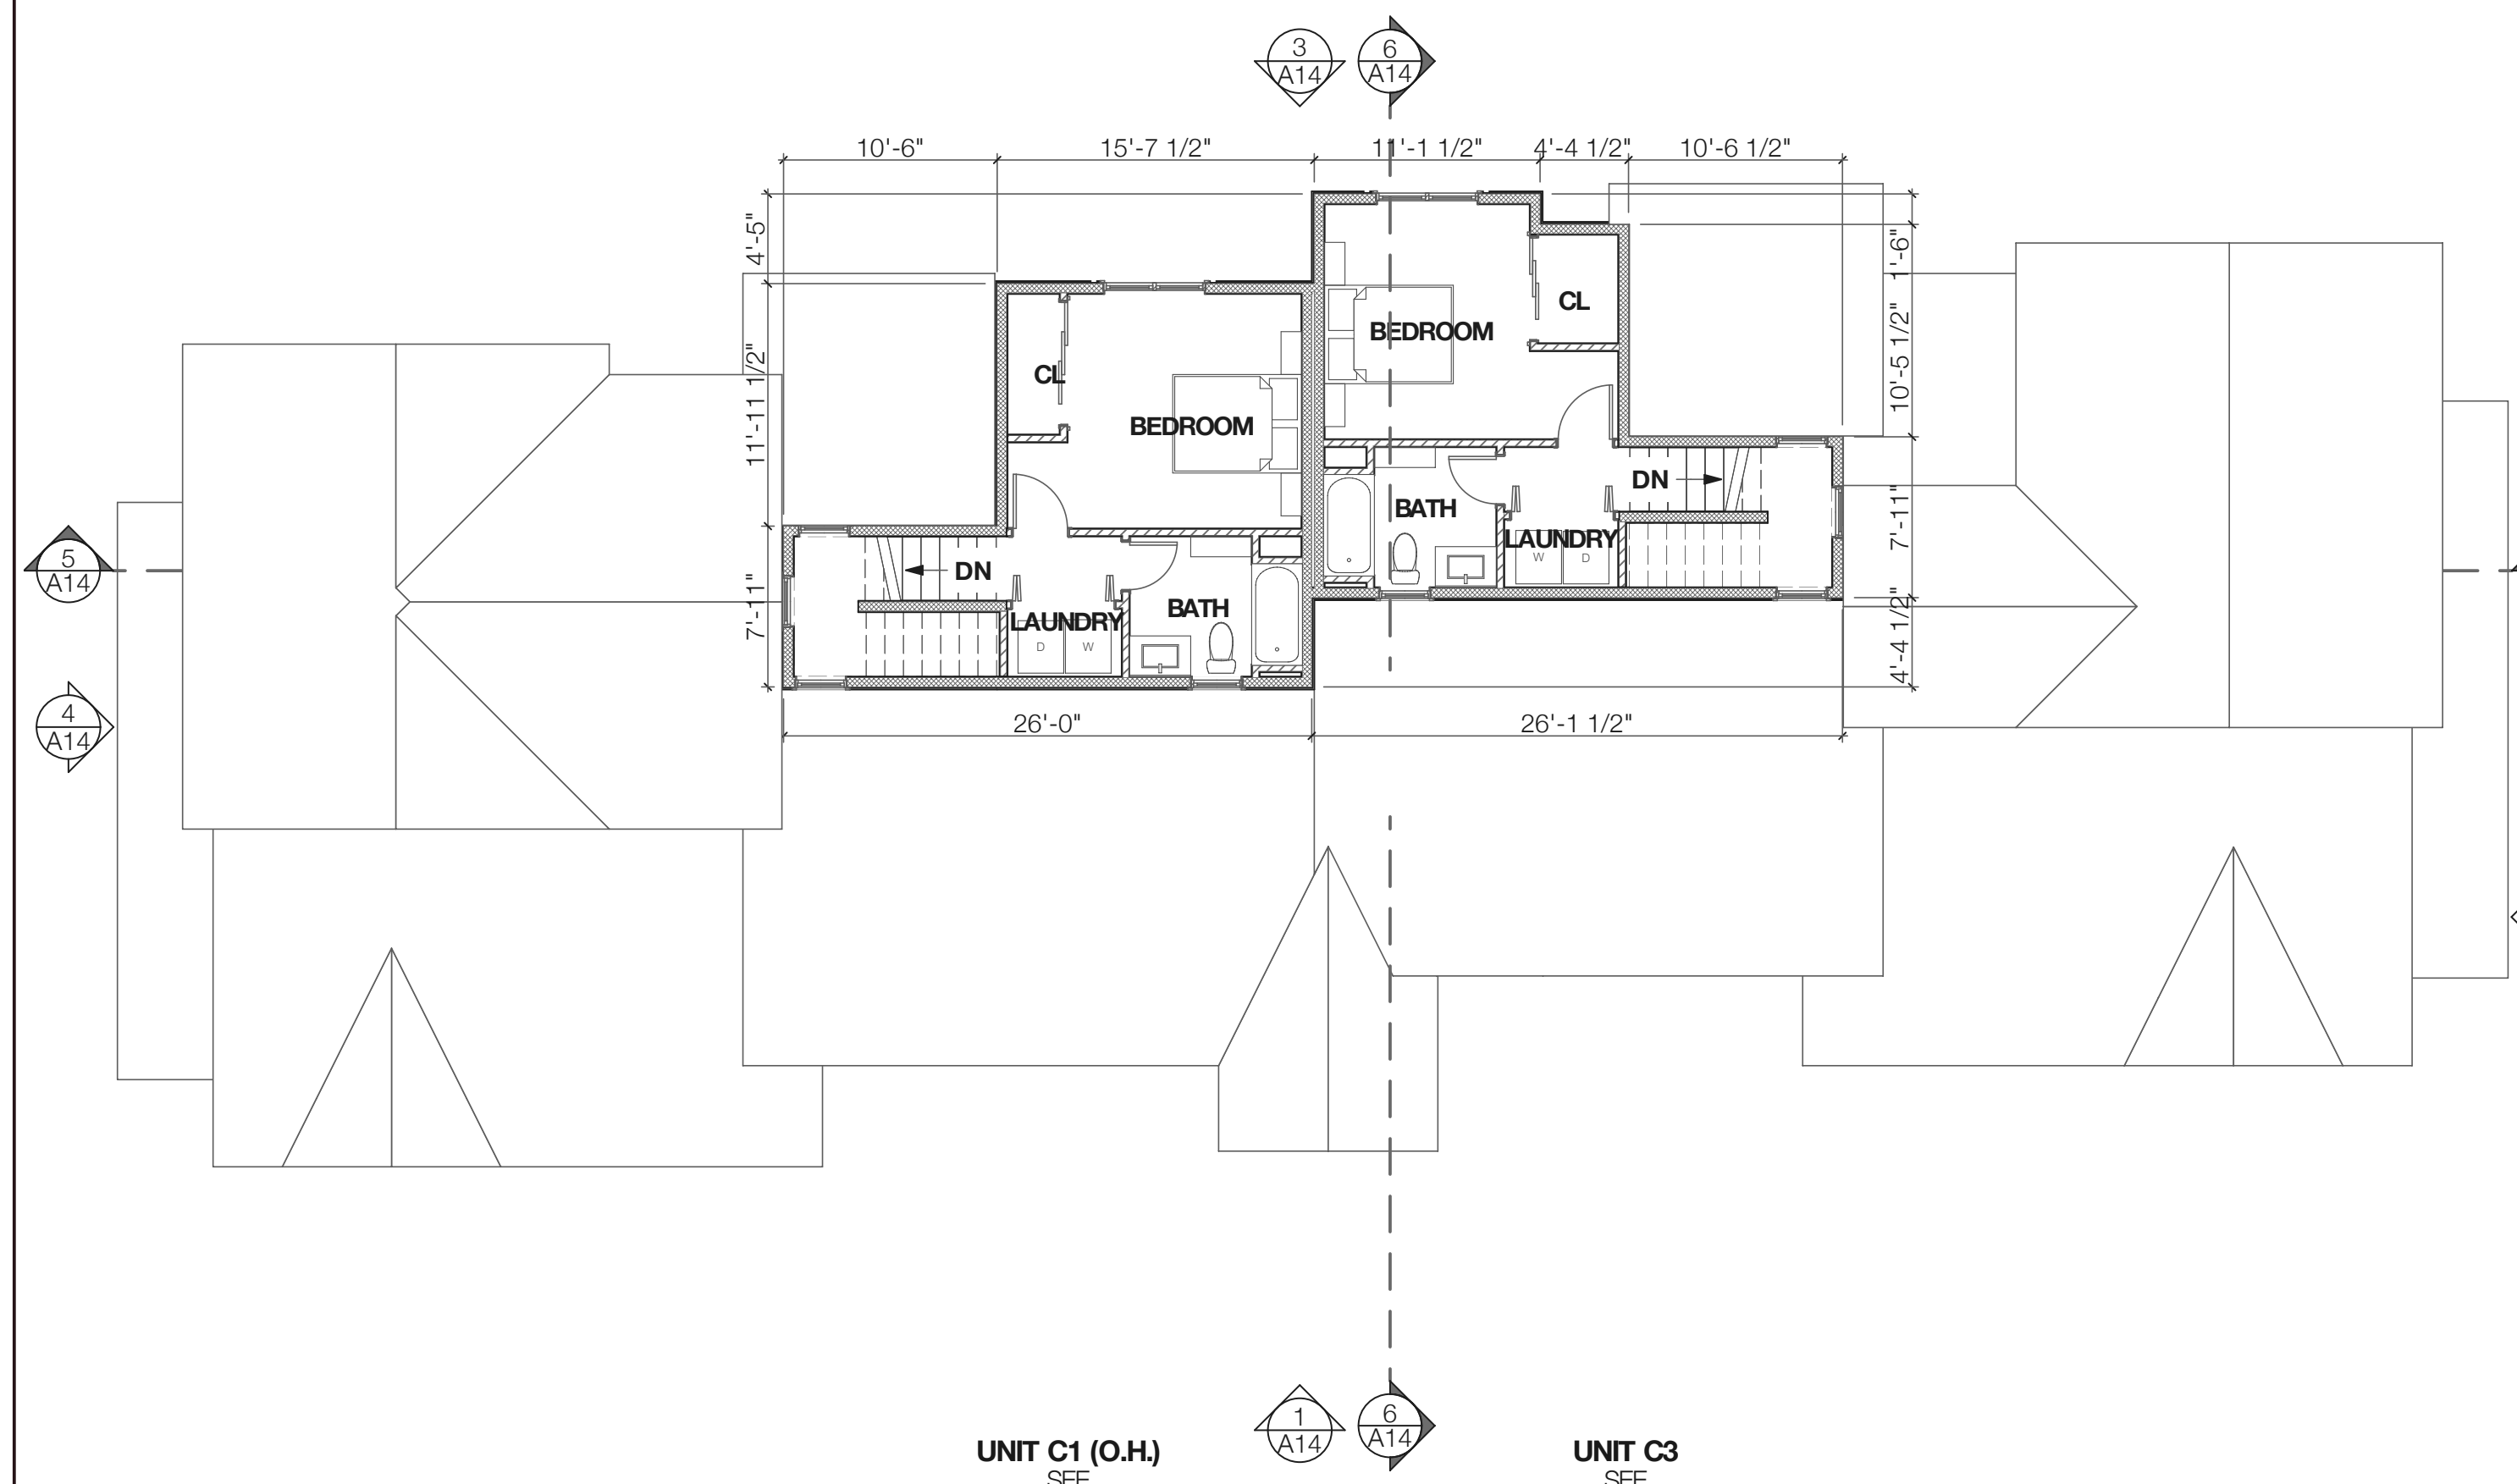 3
A14
6
A14
10'-6"
15'-7 1/2"
11'-1 1/2"
4'-4 1/2"
10'-6 1/2"
4'-5"
11'-11 1/2"
7'-11"
1'-6"
10'-5 1/2"
7'-11"
4'-4 1/2"
CL
BEDROOM
CL
BEDROOM
DN
BATH
LAUNDRY
W
D
DN
LAUNDRY
BATH
D
W
5
A14
4
A14
26'-0"
26'-1 1/2"
1
A14
6
A14
UNIT C1 (O.H.)
SEE
UNIT C3
SEE